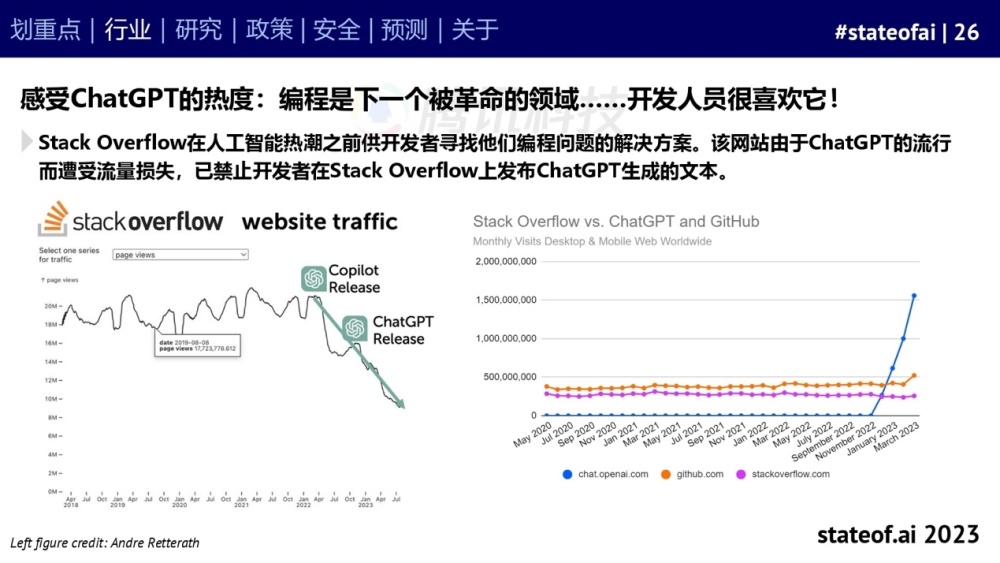 划重点 | 行业 | 研究 | 政策 | 安全 | 预测 | 关于
#stateofai | 26
感受ChatGPT的热度：编程是下一个被革命的领域……开发人员很喜欢它！
腾讯科技
Stack Overflow在人工智能热潮之前供开发者寻找他们编程问题的解决方案。该网站由于ChatGPT的流行
而遭受流量损失，已禁止开发者在Stack Overflow上发布ChatGPT生成的文本。
stackoverflow website traffic
Select one series
for traffic
page views
↑ page views
20M
18M
16M
14M
12M
10M
8M
6M
4M
2M
0M
Copilot
Release
ChatGPT
Release
date 2019-08-08
page views 17,723,778.612
Apr Jul Oct Jan Apr Jul Oct Jan Apr Jul Oct Jan Apr Jul Oct Jan Apr Jul Oct Jan Apr Jul
2018 2019 2020 2021 2022 2023
Stack Overflow vs. ChatGPT and GitHub
Monthly Visits Desktop & Mobile Web Worldwide
2,000,000,000
1,500,000,000
1,000,000,000
500,000,000
0
May 2020 Jul 2020 Sep 2020 Nov 2020 Jan 2021 Mar 2021 May 2021 Jul 2021 Sep 2021 Nov 2021 Jan 2022 Mar 2022 May 2022 July 2022 September 2022 November 2022 January 2023 March 2023
chat.openai.com github.com stackoverflow.com
Left figure credit: Andre Retterath
stateof.ai 2023